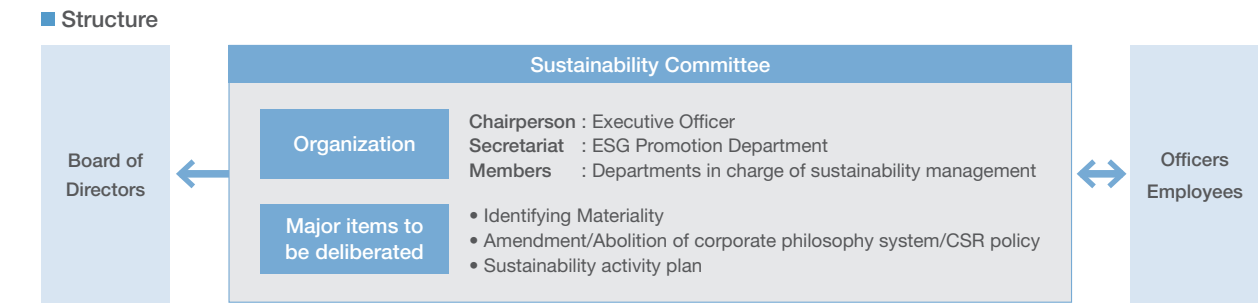 Structure
Sustainability Committee
Board of
Directors
Organization
Chairperson : Executive Officer
Secretariat : ESG Promotion Department
Members : Departments in charge of sustainability management
Major items to
be deliberated
• Identifying Materiality
• Amendment/Abolition of corporate philosophy system/CSR policy
• Sustainability activity plan
Officers
Employees